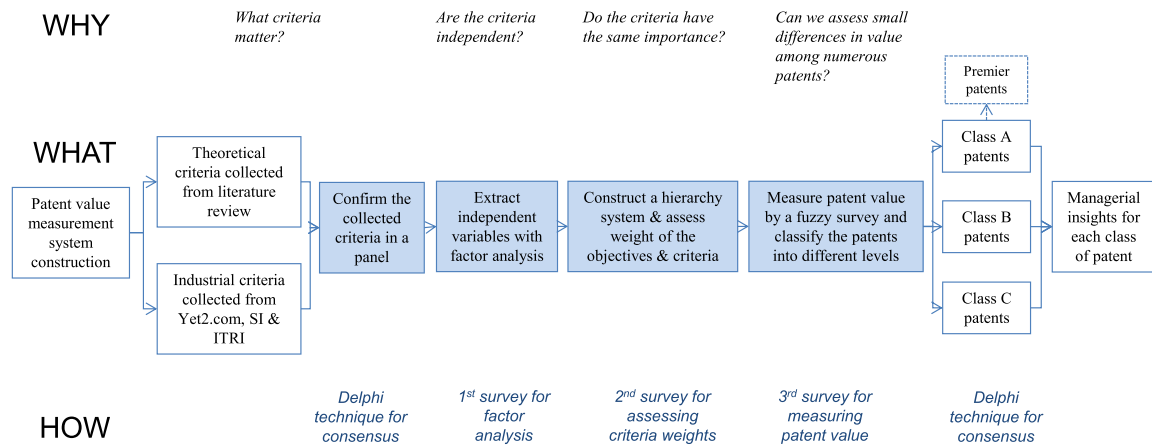 WHY
What criteria
matter?
Are the criteria
independent?
Do the criteria have
the same importance?
Can we assess small
differences in value
among numerous
patents?
WHAT
Patent value
measurement
system
construction
Theoretical
criteria collected
from literature
review
Industrial criteria
collected from
Yet2.com, SI &
ITRI
Confirm the
collected
criteria in a
panel
Extract
independent
variables with
factor analysis
Construct a hierarchy
system & assess
weight of the
objectives & criteria
Measure patent value
by a fuzzy survey and
classify the patents
into different levels
Premier
patents
Class A
patents
Class B
patents
Class C
patents
Managerial
insights for
each class
of patent
HOW
Delphi
technique for
consensus
1st survey for
factor
analysis
2nd survey for
assessing
criteria weights
3rd survey for
measuring
patent value
Delphi
technique for
consensus